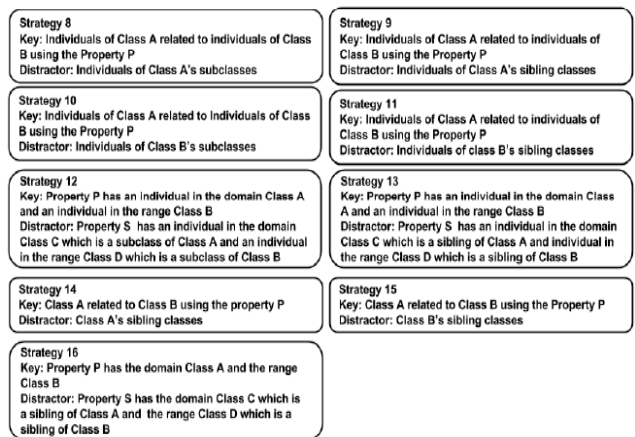 Strategy 8
Key: Individuals of Class A related to individuals of Class
B using the Property P
Distractor: Individuals of Class A's subclasses
Strategy 9
Key: Individuals of Class A related to individuals of
Class B using the Property P
Distractor: Individuals of Class A's sibling classes
Strategy 10
Key: Individuals of Class A related to Individuals of Class
B using the Property P
Distractor: Individuals of Class B's subclasses
Strategy 11
Key: Individuals of Class A related to individuals of
Class B using the Property P
Distractor: Individuals of class B's sibling classes
Strategy 12
Key: Property P has an individual in the domain Class A
and an individual in the range Class B
Distractor: Property S has an individual in the domain
Class C which is a subclass of Class A and an individual
in the range Class D which is a subclass of Class B
Strategy 13
Key: Property P has an individual in the domain Class
A and an individual in the range Class B
Distractor: Property S has an individual in the domain
Class C which is a sibling of Class A and individual in
the range Class D which is a sibling of Class B
Strategy 14
Key: Class A related to Class B using the property P
Distractor: Class A's sibling classes
Strategy 15
Key: Class A related to Class B using the Property P
Distractor: Class B's sibling classes
Strategy 16
Key: Property P has the domain Class A and the range
Class B
Distractor: Property S has the domain Class C which is
a sibling of Class A and the range Class D which is a
sibling of Class B